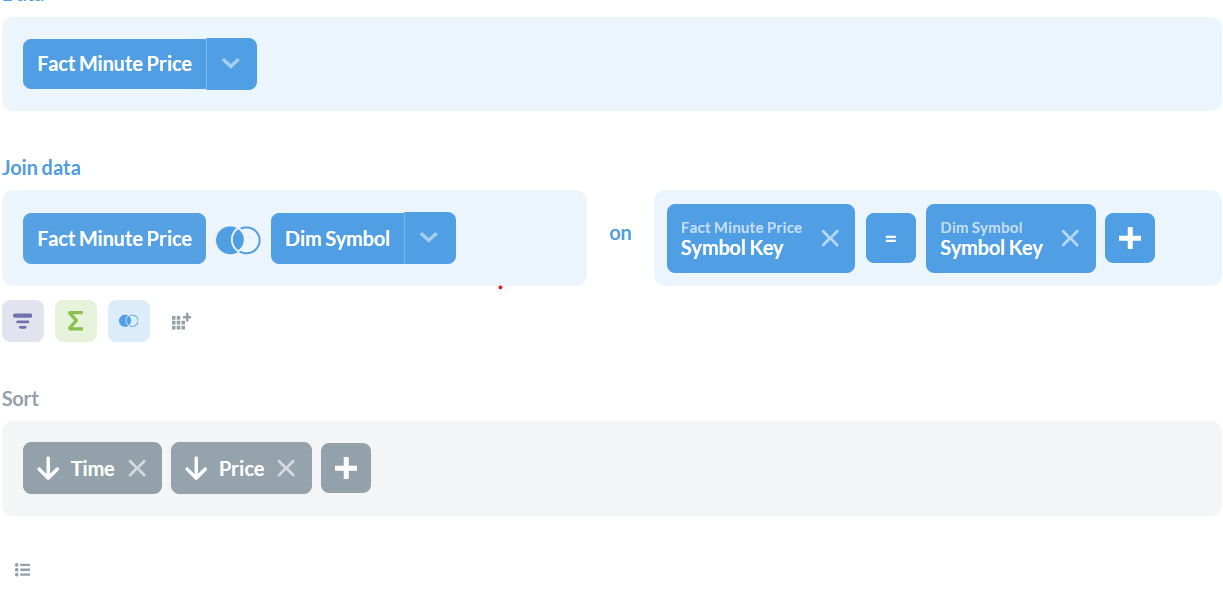 Fact Minute Price
Join data
Fact Minute Price Dim Symbol on Fact Minute Price Symbol Key = Dim Symbol Symbol Key +
Sort
Time Price +